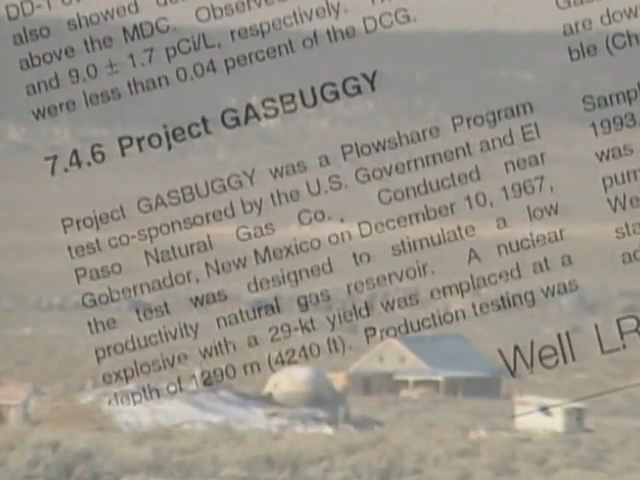 also showed
above the MDC. Observe
and 9.0 ± 1.7 pCi/L, respectively.
were less than 0.04 percent of the DCG.
7.4.6 Project GASBUGGY
Project GASBUGGY was a Plowshare Program
test co-sponsored by the U.S. Government and El
Paso Natural Gas Co., Conducted near
Gobernador, New Mexico on December 10, 1967,
the test was designed to stimulate a low
productivity natural gas reservoir. A nuclear
explosive with a 29-kt yield was emplaced at a
depth of 1290 m (4240 ft). Production testing was
are dow
ble (Ch
Sampl
1993.
was
pum
We
sta
Well LR